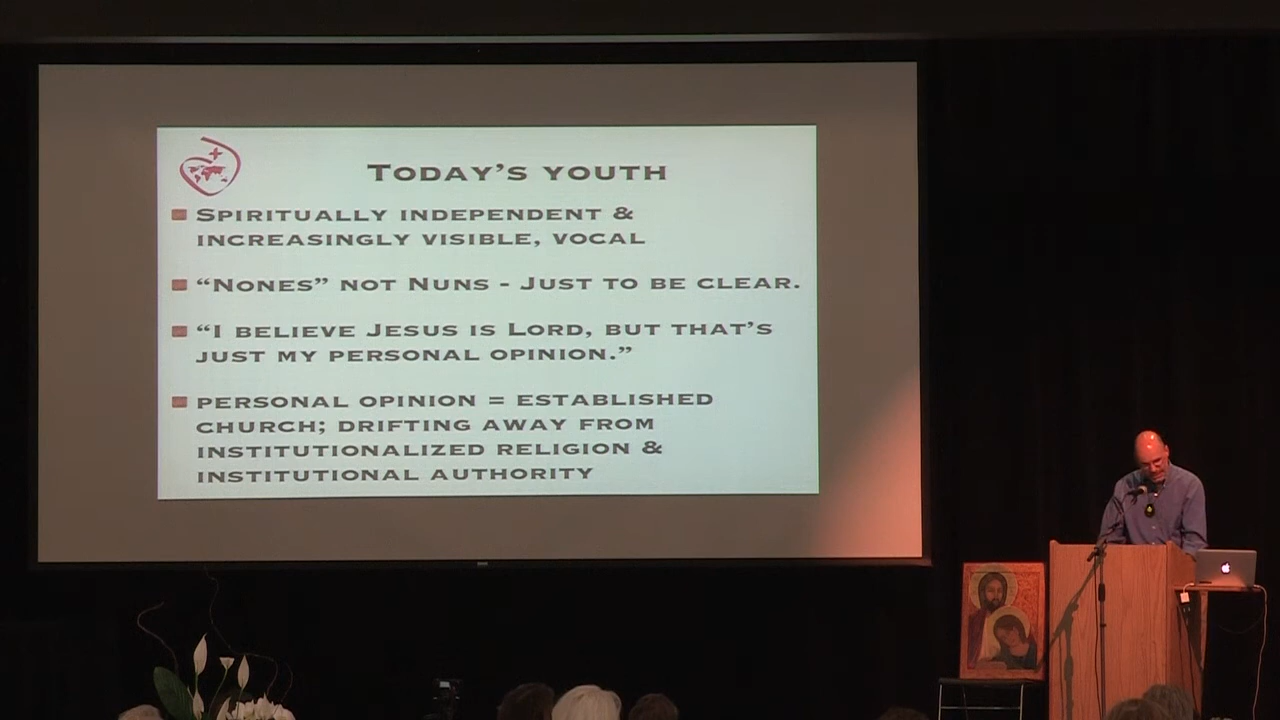 Today's youth
Spiritually independent &
increasingly visible, vocal
“Nones” not Nuns - Just to be clear.
“I believe Jesus is Lord, but that's
just my personal opinion.”
personal opinion = established
church; drifting away from
institutionalized religion &
institutional authority